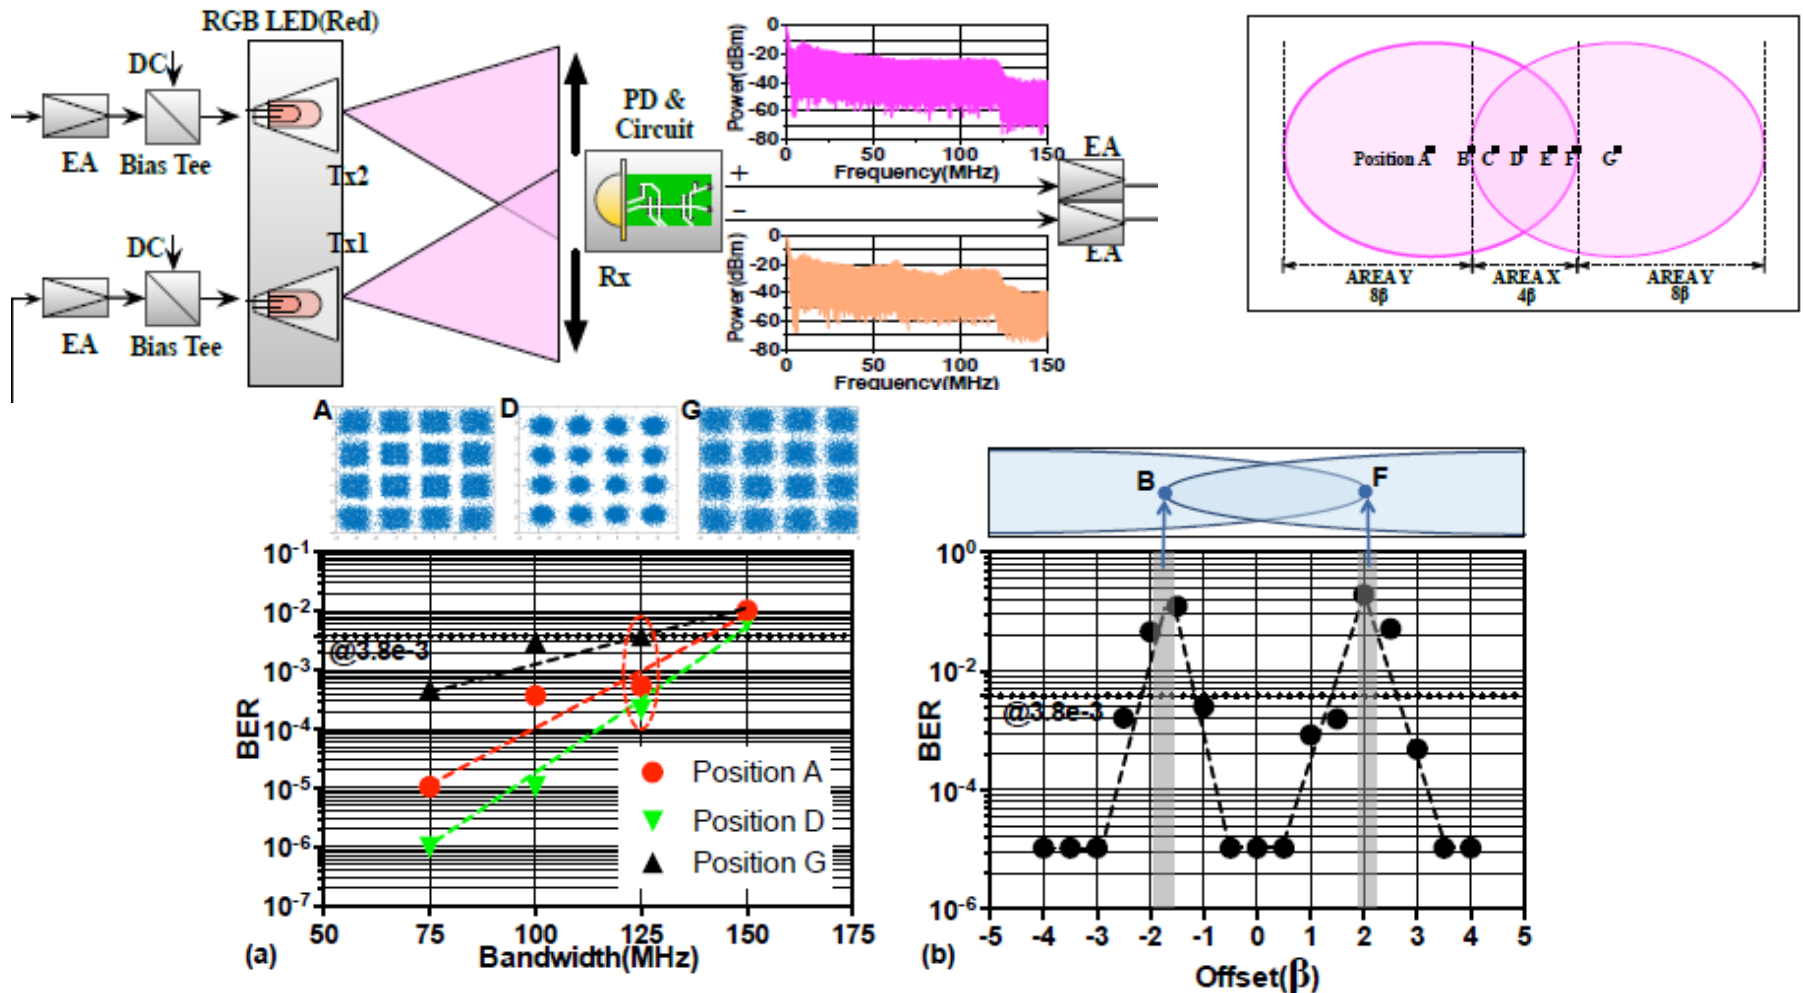 RGB LED(Red)
DC
EA
Bias Tee
Tx2
DC
Tx1
EA
Bias Tee
PD &
Circuit
+
−
Rx
EA
EA
Power(dBm)
0
-20
-40
-60
-80
0
50
100
150
Frequency(MHz)
Power(dBm)
0
-20
-40
-60
-80
0
50
100
150
Frequency(MHz)
Position A
B
C
D
E
F
G
AREA Y
8β
AREA X
4β
AREA Y
8β
A
D
G
10-1
10-2
10-3
10-4
10-5
10-6
10-7
@3.8e-3
BER
Position A
Position D
Position G
50
75
100
125
150
175
(a)
Bandwidth(MHz)
B
F
100
10-2
10-4
10-6
@3.8e-3
BER
-5
-4
-3
-2
-1
0
1
2
3
4
5
(b)
Offset(β)